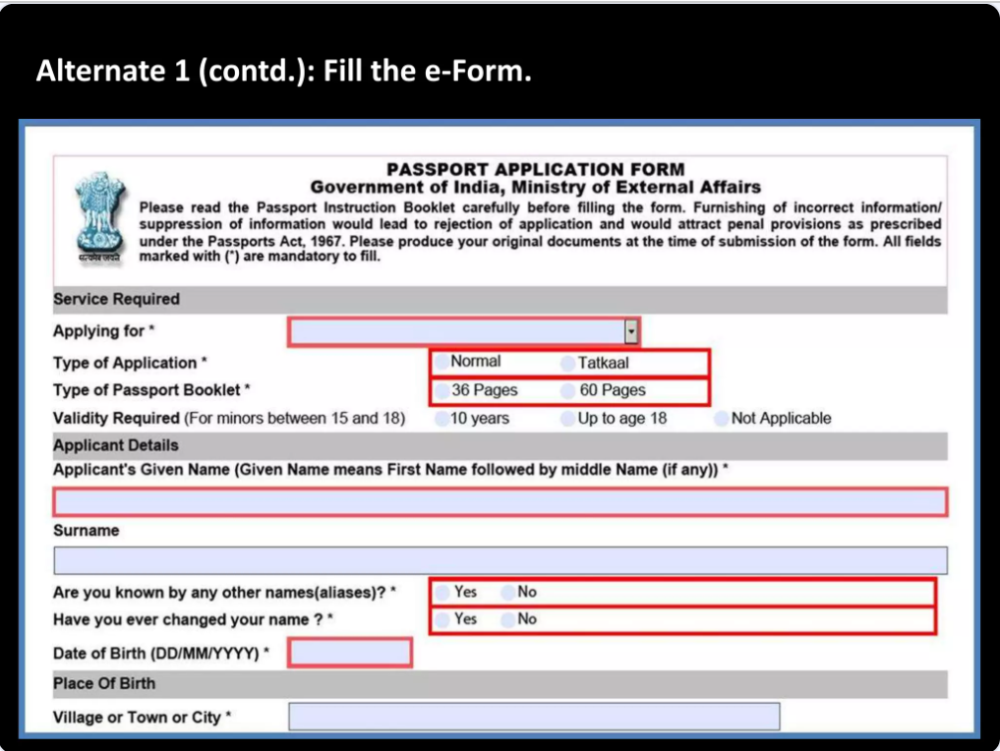 Alternate 1 (contd.): Fill the e-Form.
PASSPORT APPLICATION FORM
Government of India, Ministry of External Affairs
Please read the Passport Instruction Booklet carefully before filling the form. Furnishing of incorrect information/
suppression of information would lead to rejection of application and would attract penal provisions as prescribed
under the Passports Act, 1967. Please produce your original documents at the time of submission of the form. All fields
marked with (*) are mandatory to fill.
सत्यमेव जयते
Service Required
Applying for *
Type of Application * Normal Tatkaal
Type of Passport Booklet * 36 Pages 60 Pages
Validity Required (For minors between 15 and 18) 10 years Up to age 18 Not Applicable
Applicant Details
Applicant's Given Name (Given Name means First Name followed by middle Name (if any)) *
Surname
Are you known by any other names(aliases)? * Yes No
Have you ever changed your name ? * Yes No
Date of Birth (DD/MM/YYYY) *
Place Of Birth
Village or Town or City *